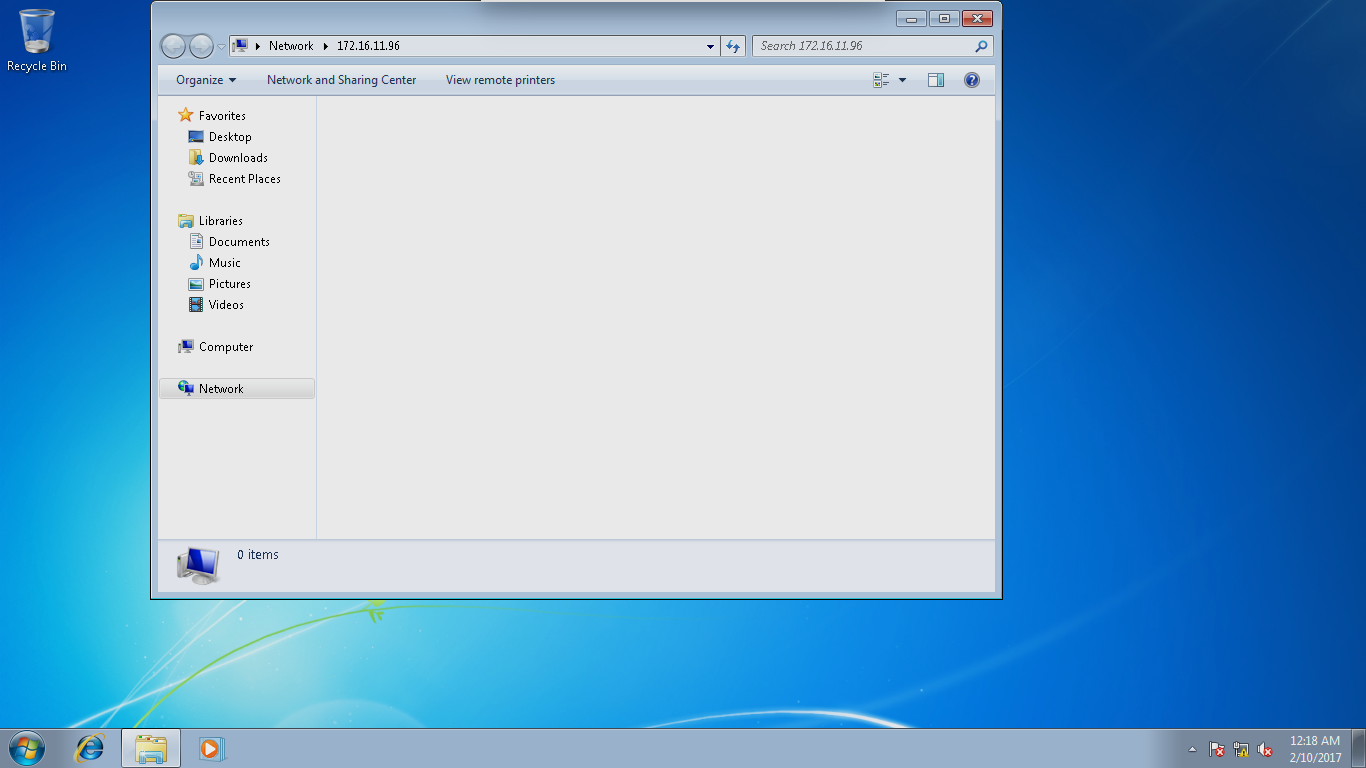 Recycle Bin
Network
172.16.11.96
Search 172.16.11.96
Organize
Network and Sharing Center
View remote printers
Favorites
Desktop
Downloads
Recent Places
Libraries
Documents
Music
Pictures
Videos
Computer
Network
0 items
12:18 AM
2/10/2017